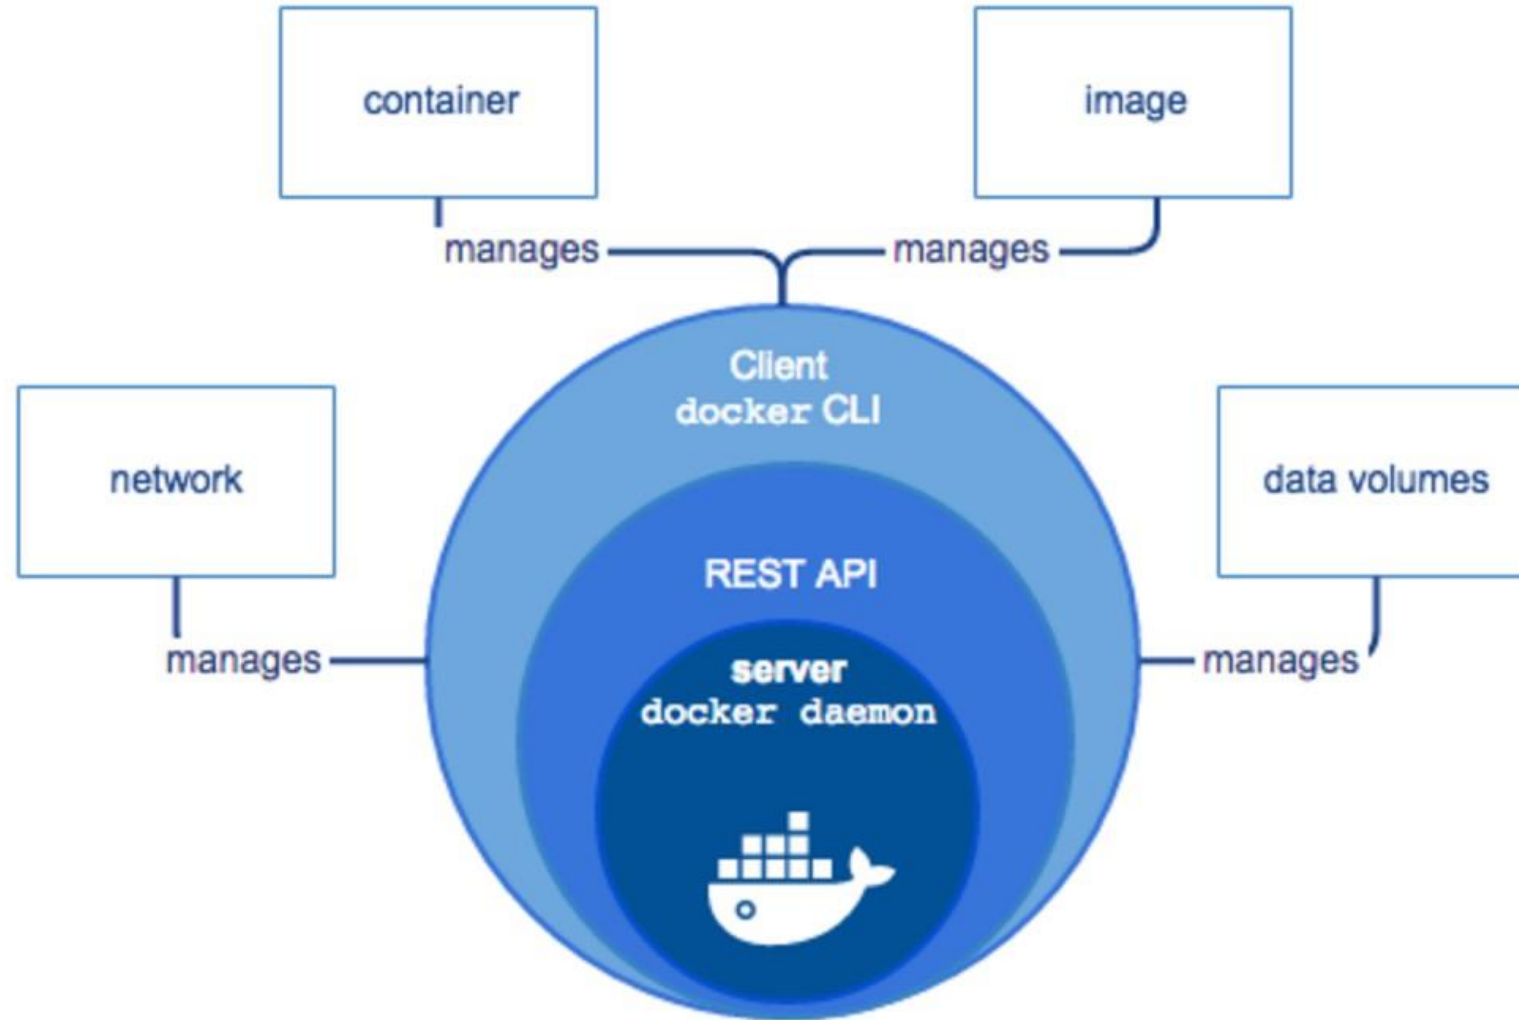 container
image
manages
manages
Client
docker CLI
network
data volumes
REST API
manages
server
manages
docker daemon